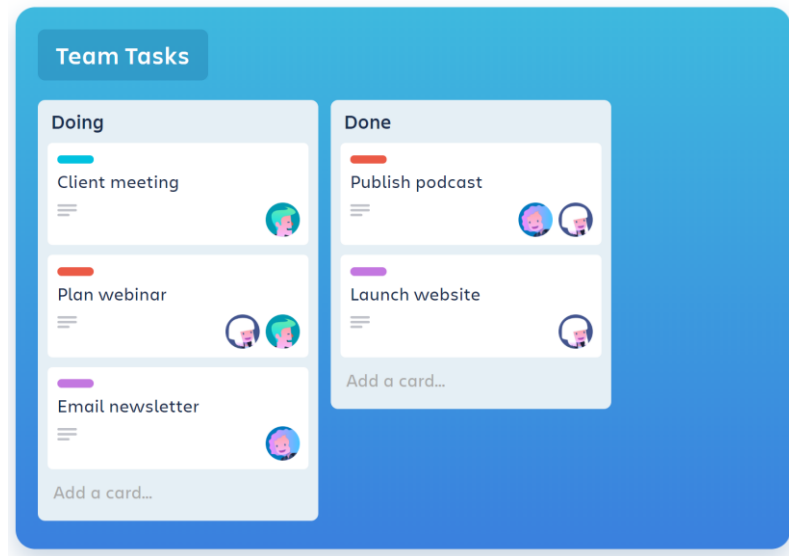 Team Tasks
Doing
Client meeting
Plan webinar
Email newsletter
Add a card...
Done
Publish podcast
Launch website
Add a card...